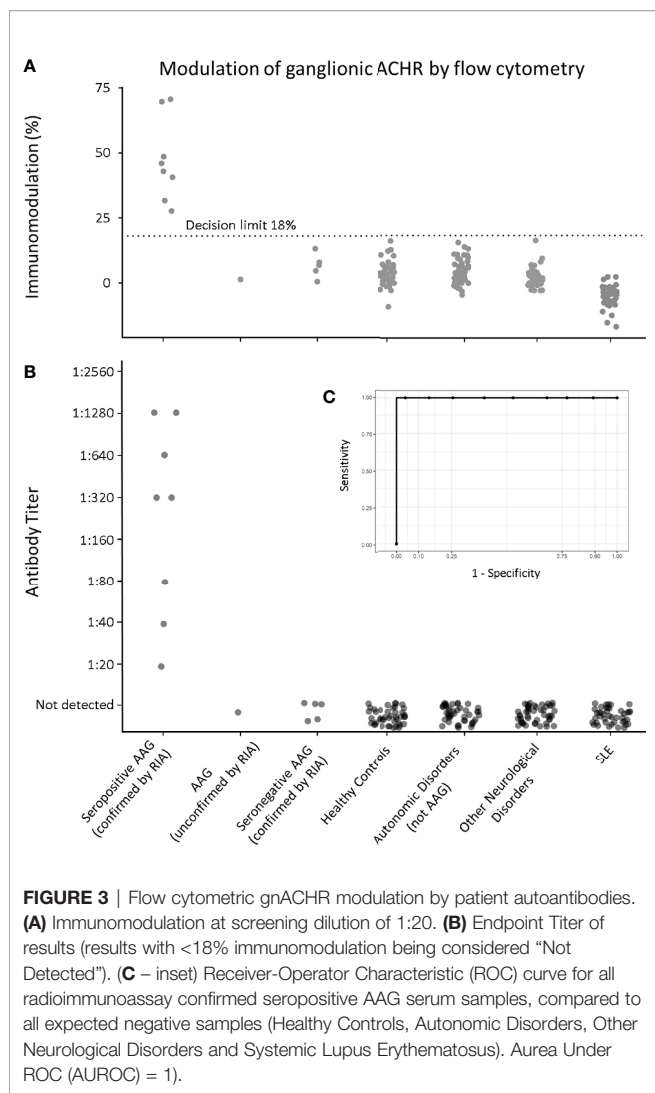 A
Modulation of ganglionic ACHR by flow cytometry
75
50
25
0
Immunomodulation (%)
Decision limit 18%
B
1:2560
1:1280
1:640
1:320
1:160
1:80
1:40
1:20
Not detected
Antibody Titer
C
1.00
0.75
0.50
0.25
0.00
Sensitivity
0.00 0.10 0.25 0.75 0.90 1.00
1 - Specificity
Seropositive AAG
(confirmed by RIA)
AAG
(unconfirmed by RIA)
Seronegative AAG
(confirmed by RIA)
Healthy Controls
Autonomic Disorders
(not AAG)
Other Neurological
Disorders
SLE
FIGURE 3 | Flow cytometric gnACHR modulation by patient autoantibodies.
(A) Immunomodulation at screening dilution of 1:20. (B) Endpoint Titer of
results (results with <18% immunomodulation being considered “Not
Detected”). (C – inset) Receiver-Operator Characteristic (ROC) curve for all
radioimmunoassay confirmed seropositive AAG serum samples, compared to
all expected negative samples (Healthy Controls, Autonomic Disorders, Other
Neurological Disorders and Systemic Lupus Erythematosus). Aurea Under
ROC (AUROC) = 1).